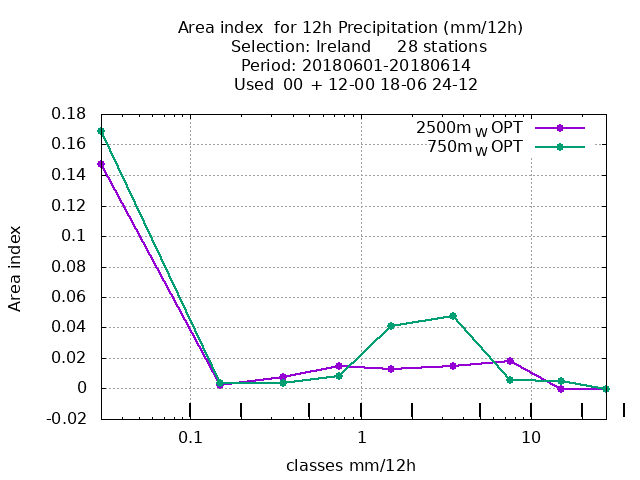 Area index  for 12h Precipitation (mm/12h)
Selection: Ireland     28 stations
Period: 20180601-20180614
Used 00 + 12-00 18-06 24-12
0.18
0.16
0.14
0.12
0.1
0.08
0.06
0.04
0.02
0
-0.02
Area index
2500m W OPT
750m W OPT
0.1 1 10
classes mm/12h